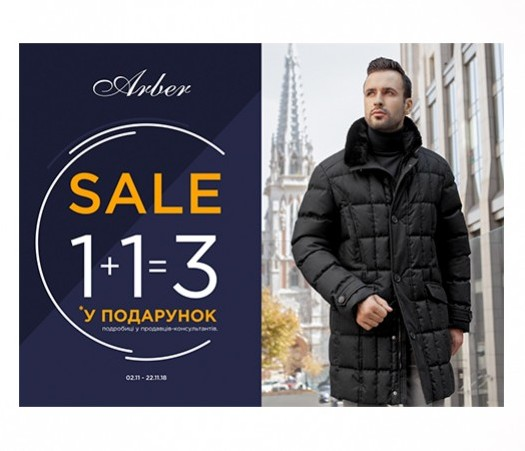 Arber
SALE
1+1=3
*У ПОДАРУНОК
подробиці у продавців-консультантів.
02.11 - 22.11.18